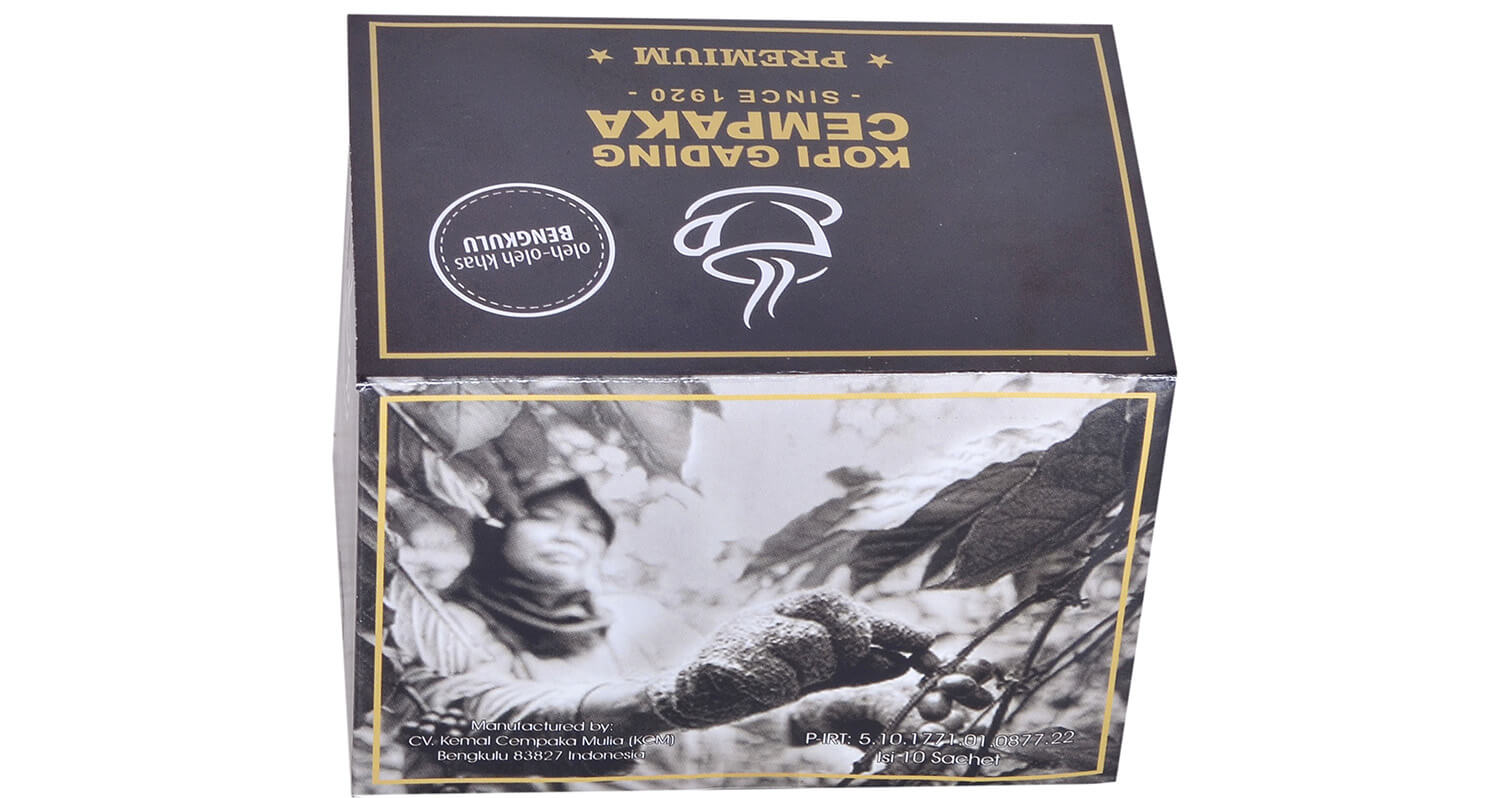 KOPI GADING
CEMPAKA
- SINCE 1920 -
★ PREMIUM ★
oleh-oleh khas
BENGKULU
Manufactured by:
CV. Kemal Cempaka Mulia (KCM)
Bengkulu 83827 Indonesia
P-IRT: 5.10.1771.01.0877.22
Isi 10 Sachet